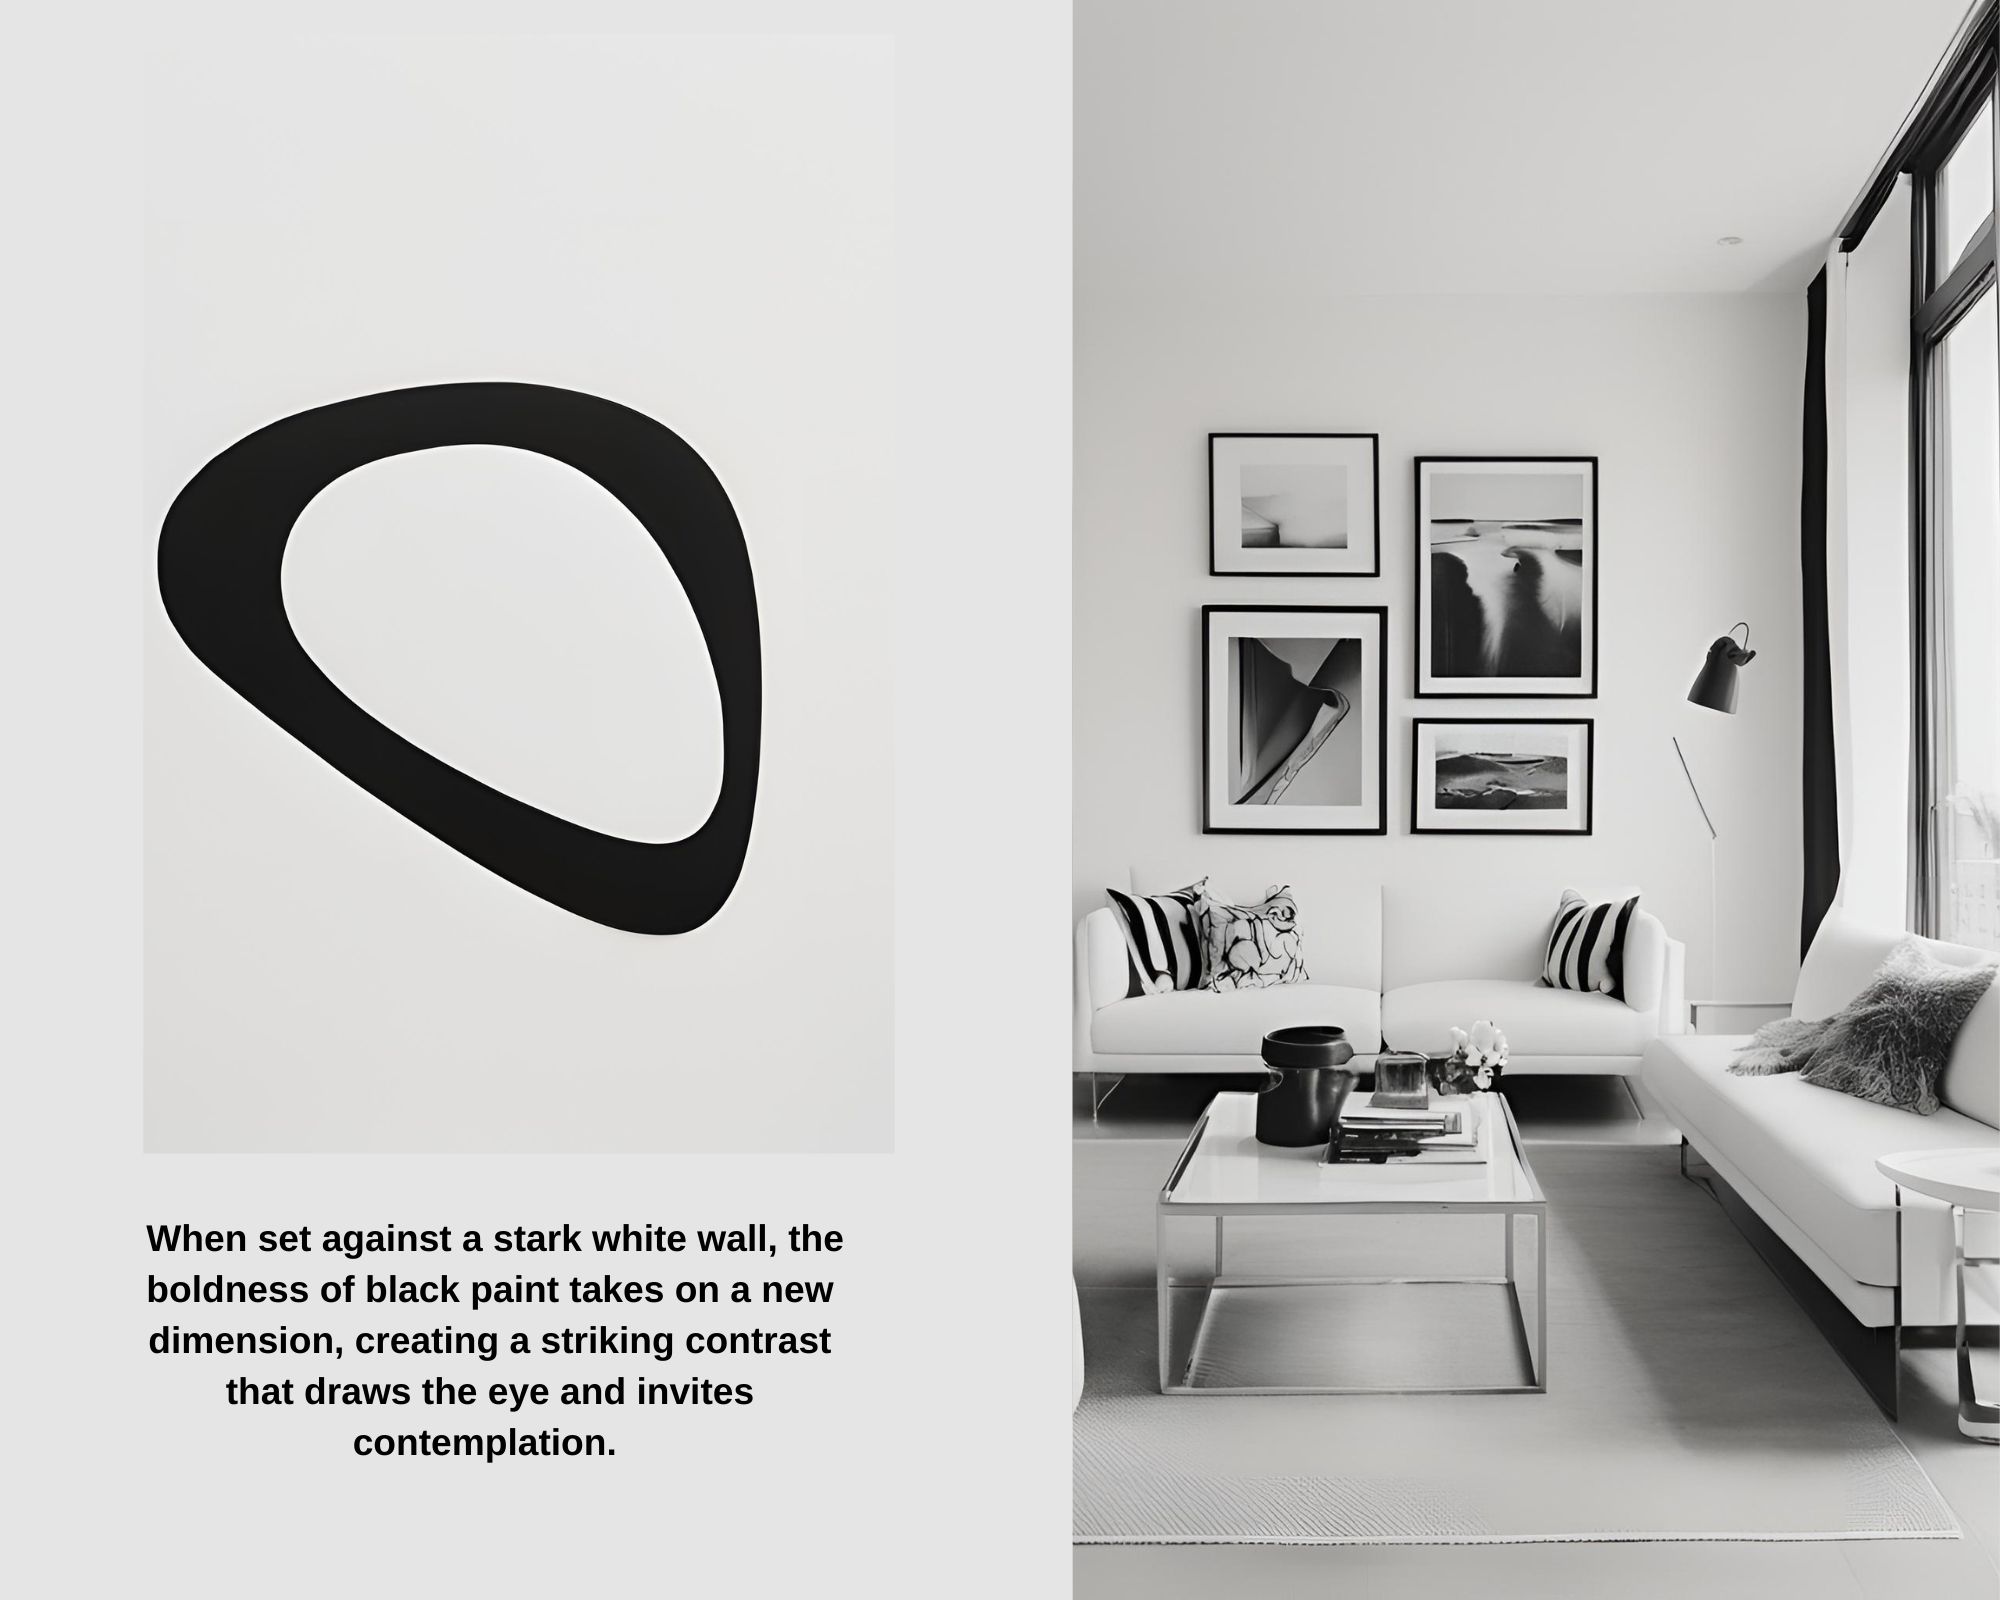 When set against a stark white wall, the
boldness of black paint takes on a new
dimension, creating a striking contrast
that draws the eye and invites
contemplation.